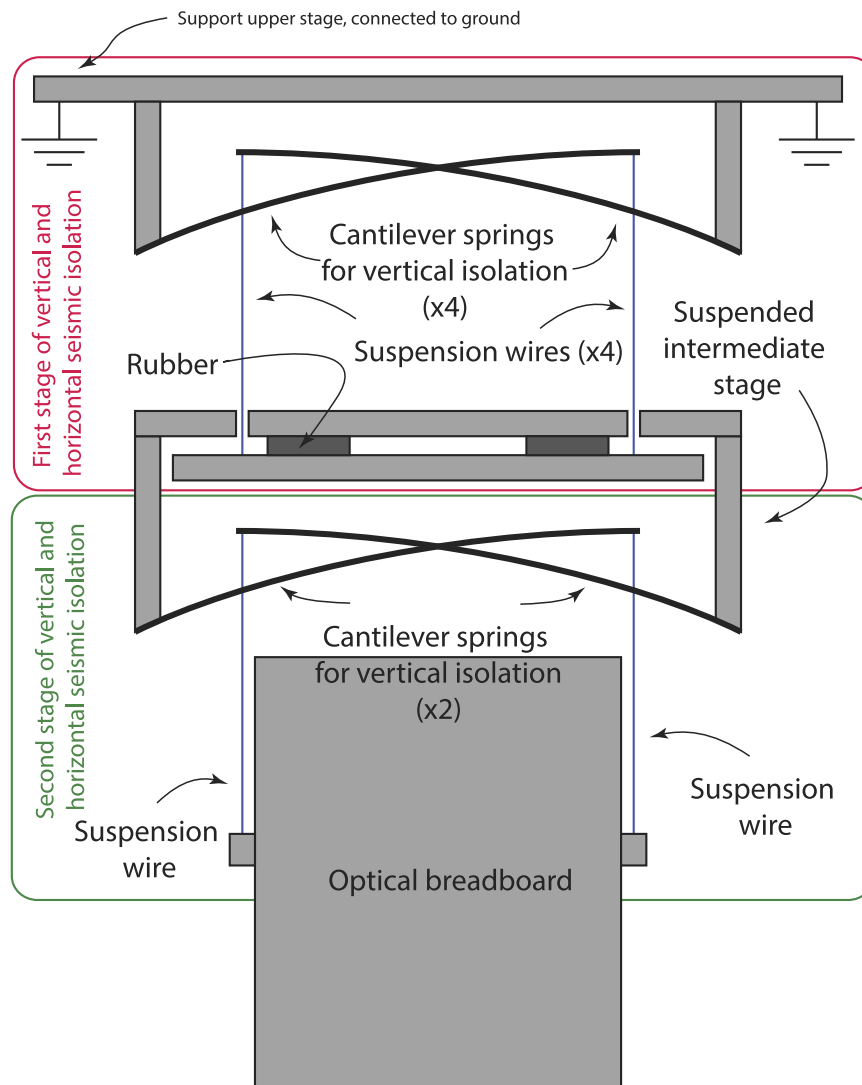 Support upper stage, connected to ground
First stage of vertical and
horizontal seismic isolation
Cantilever springs
for vertical isolation
(x4)
Suspension wires (x4)
Rubber
Suspended
intermediate
stage
Second stage of vertical and
horizontal seismic isolation
Cantilever springs
for vertical isolation
(x2)
Suspension
wire
Suspension
wire
Optical breadboard